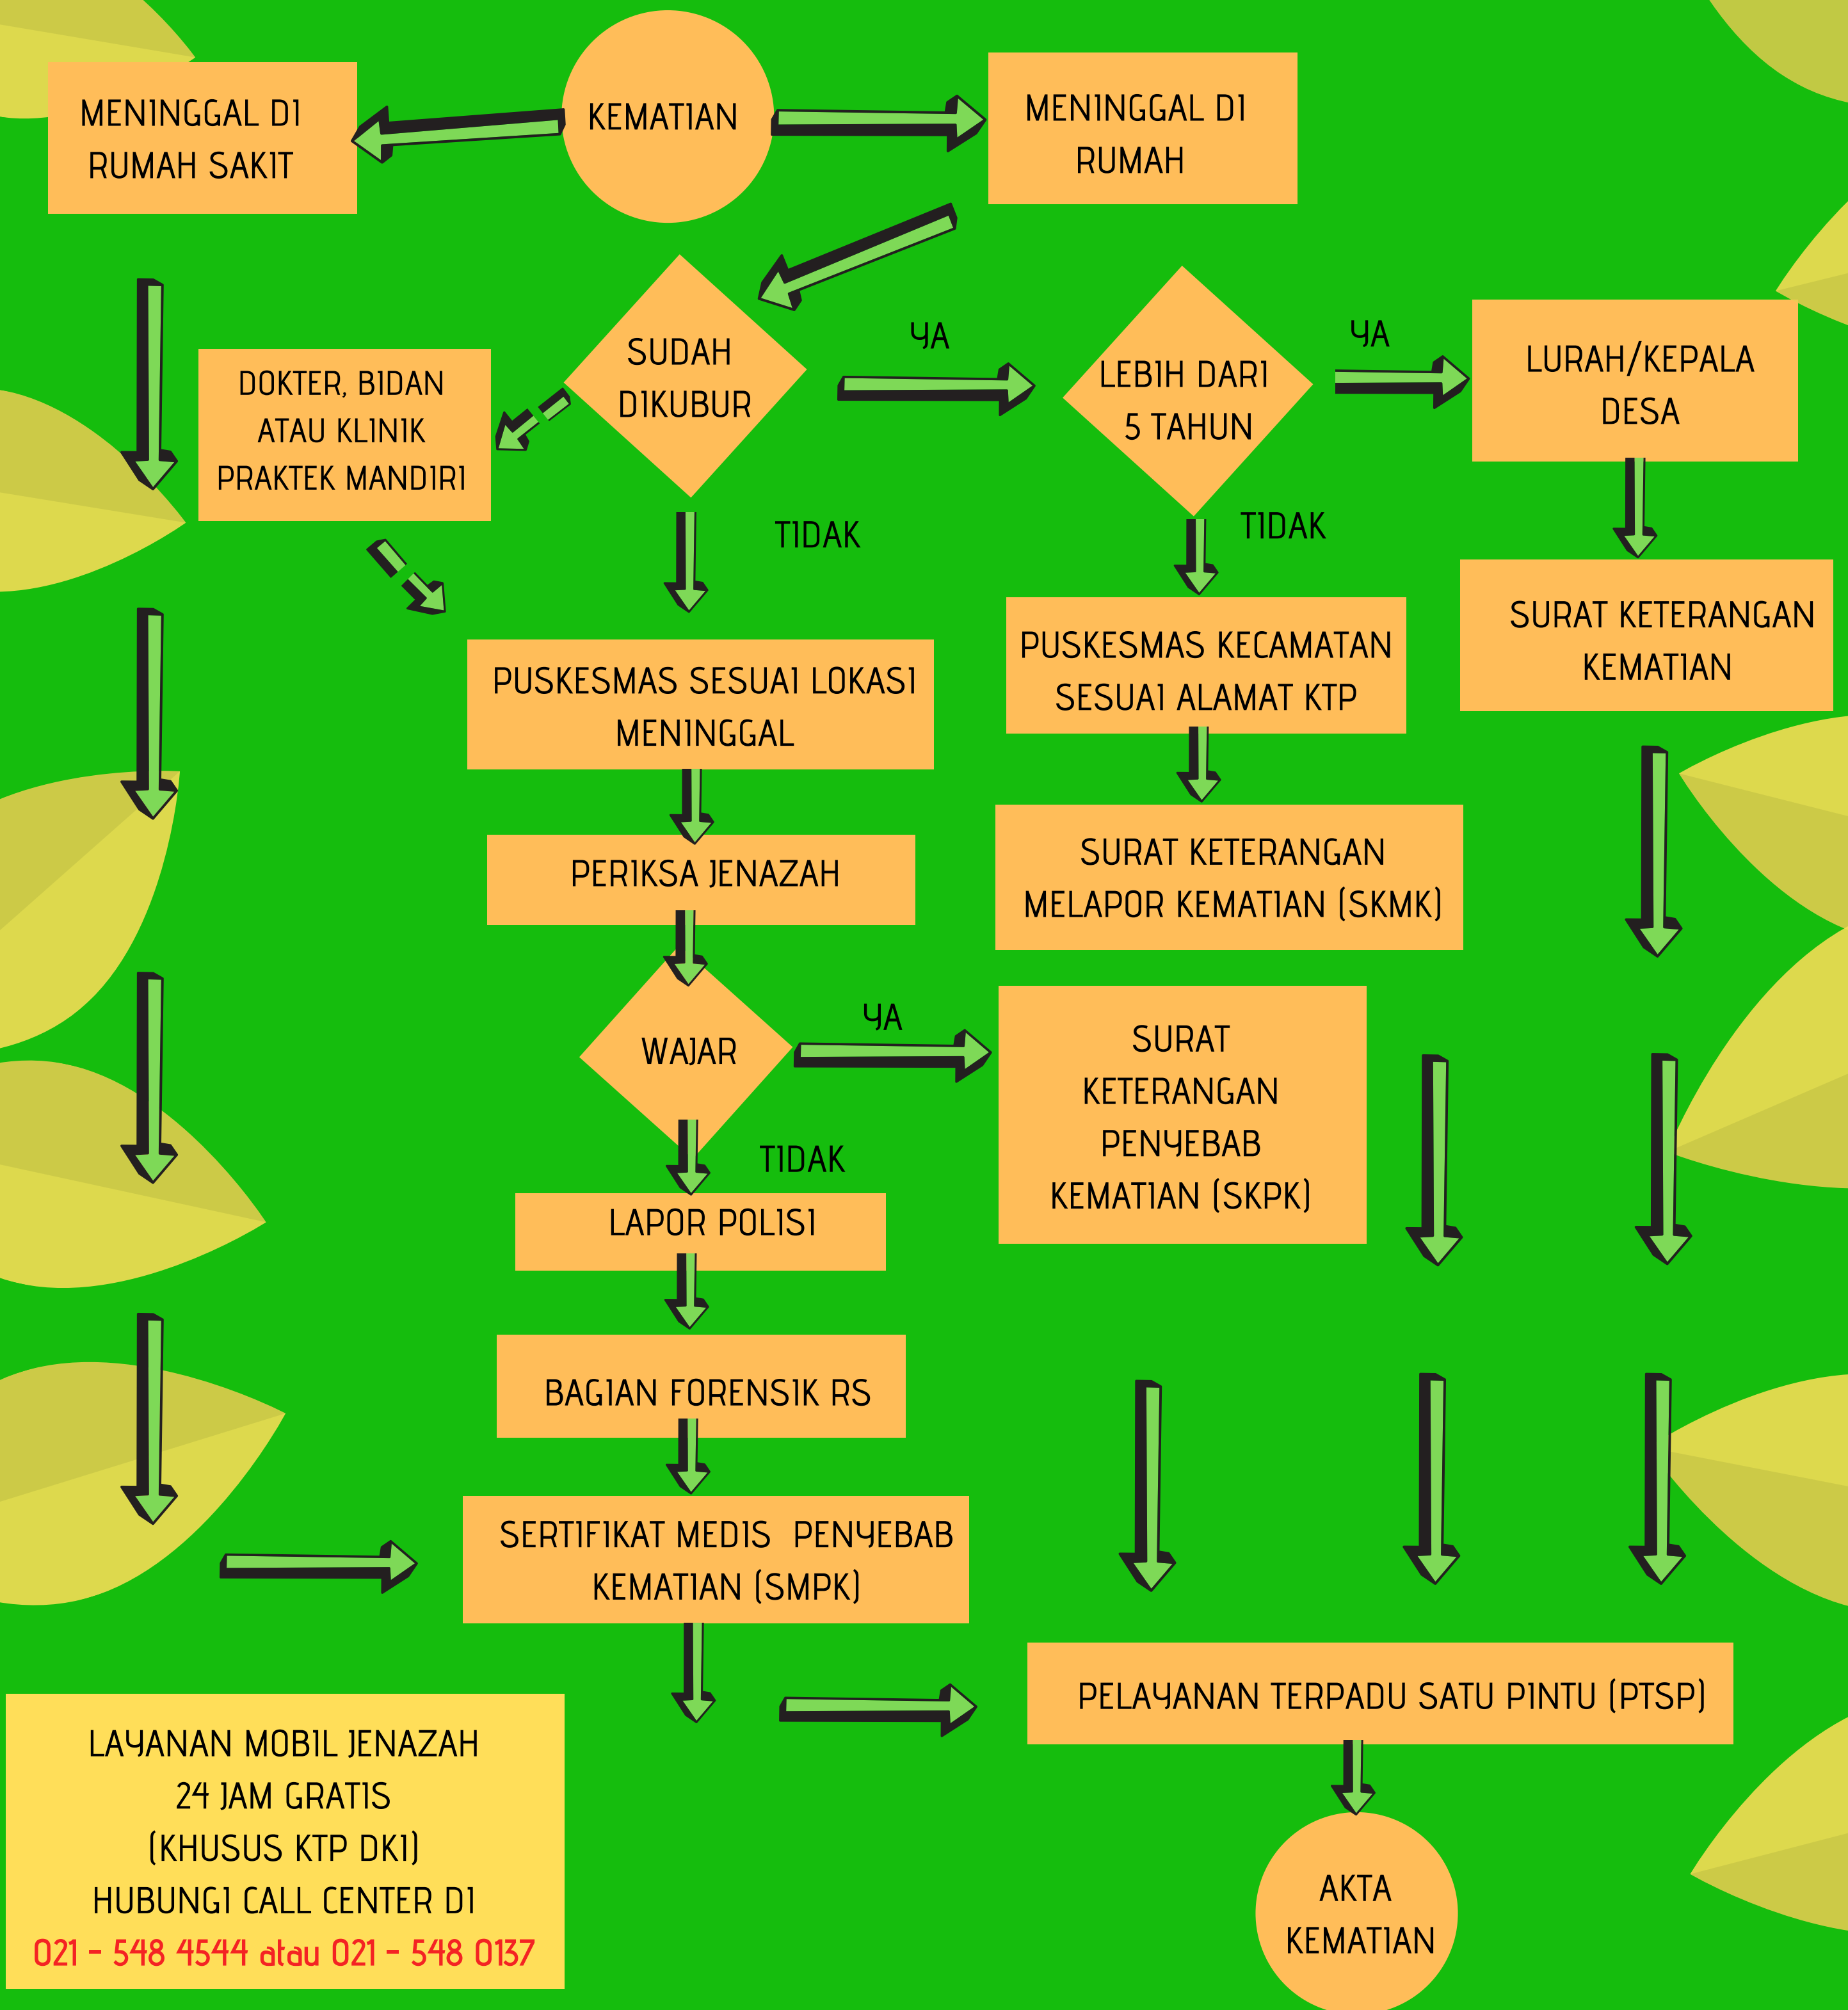 KEMATIAN
MENINGGAL DI
RUMAH SAKIT
MENINGGAL DI
RUMAH
SUDAH
DIKUBUR
YA
LEBIH DARI
5 TAHUN
YA
LURAH/KEPALA
DESA
DOKTER, BIDAN
ATAU KLINIK
PRAKTEK MANDIRI
TIDAK
TIDAK
SURAT KETERANGAN
KEMATIAN
PUSKESMAS SESUAI LOKASI
MENINGGAL
PUSKESMAS KECAMATAN
SESUAI ALAMAT KTP
PERIKSA JENAZAH
SURAT KETERANGAN
MELAPOR KEMATIAN (SKMK)
WAJAR
YA
SURAT
KETERANGAN
PENYEBAB
KEMATIAN (SKPK)
TIDAK
LAPOR POLISI
BAGIAN FORENSIK RS
SERTIFIKAT MEDIS PENYEBAB
KEMATIAN (SMPK)
PELAYANAN TERPADU SATU PINTU (PTSP)
AKTA
KEMATIAN
LAYANAN MOBIL JENAZAH
24 JAM GRATIS
(KHUSUS KTP DKI)
HUBUNGI CALL CENTER DI
021 - 548 4544 atau 021 - 548 0137